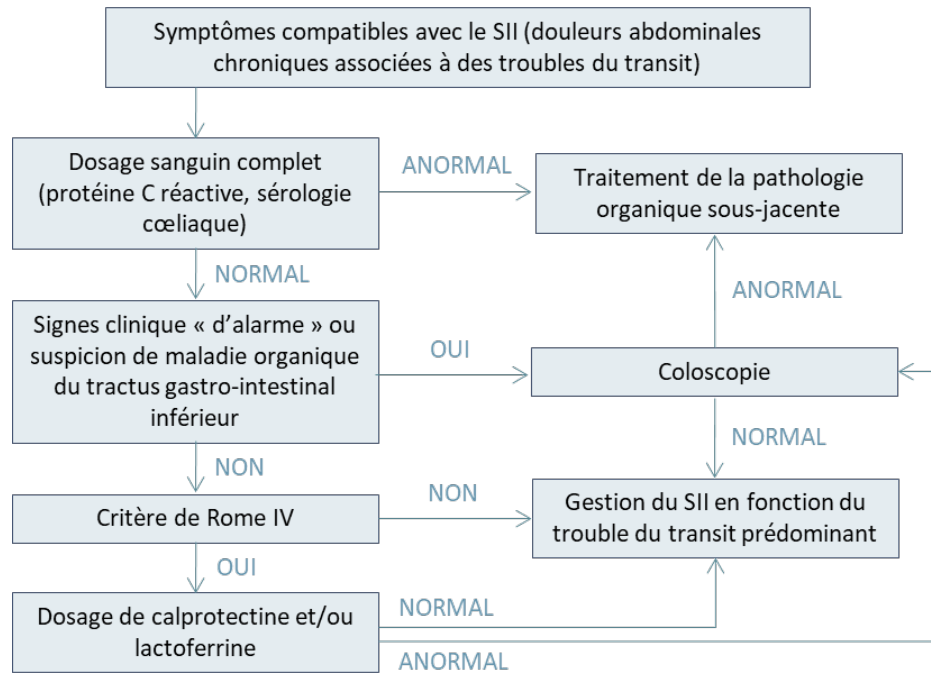 Symptômes compatibles avec le SII (douleurs abdominales
chroniques associées à des troubles du transit)
Dosage sanguin complet
(protéine C réactive, sérologie
cœliaque)
ANORMAL
Traitement de la pathologie
organique sous-jacente
NORMAL
ANORMAL
Signes clinique « d'alarme » ou
suspicion de maladie organique
du tractus gastro-intestinal
inférieur
OUI
Coloscopie
NON
NORMAL
Critère de Rome IV
NON
Gestion du SII en fonction du
trouble du transit prédominant
OUI
Dosage de calprotectine et/ou
lactoferrine
NORMAL
ANORMAL